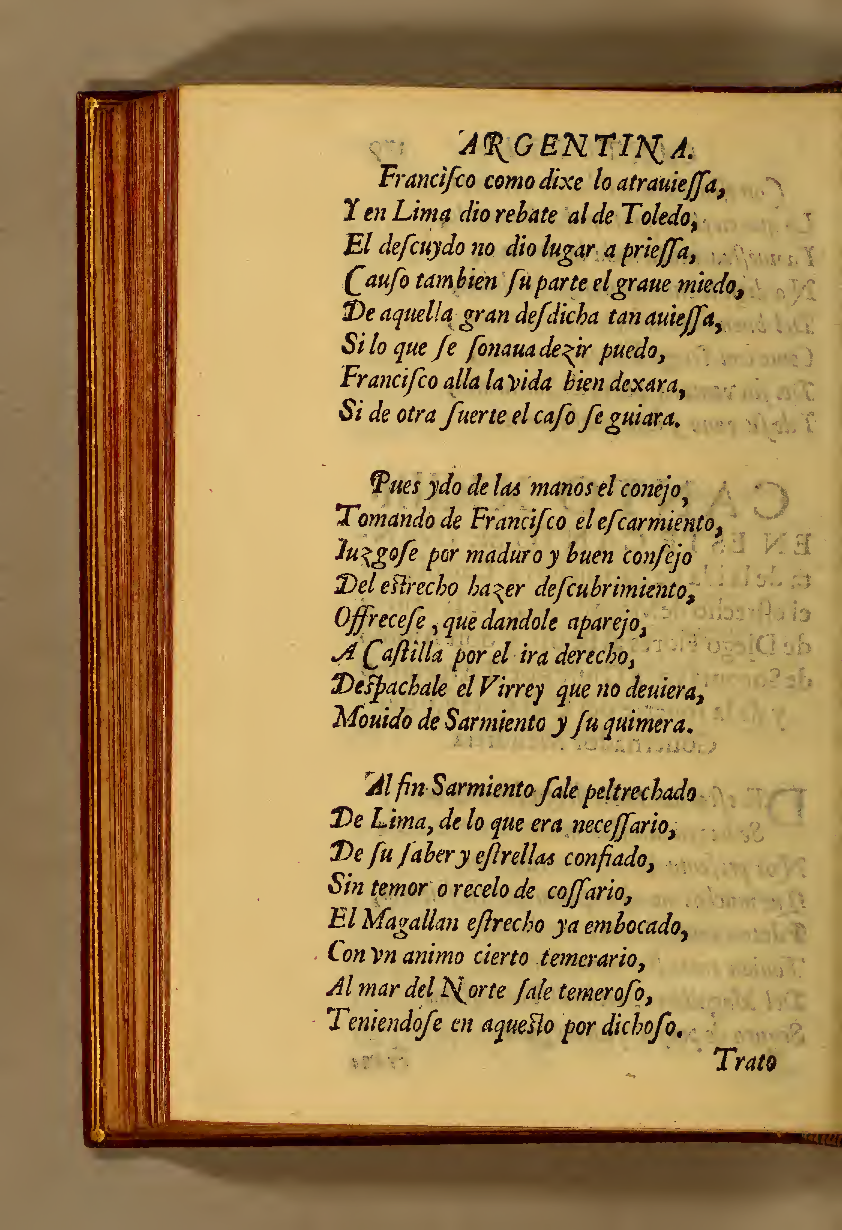 ARGENTINA.
Franciſco como dixe lo atrauieſſa,
Y en Lima dio rebate al de Toledo,
El deſcuydo no dio lugar a prieſſa,
Cauſo tambien ſu parte el graue miedo,
De aquella gran deſdicha tan auieſſa,
Si lo que ſe ſonaua dezir puedo,
Franciſco alla la vida bien dexara,
Si de otra ſuerte el caſo ſe guiara.
Pues ydo de las manos el conejo,
Tomando de Franciſco el eſcarmiento,
Iuzgoſe por maduro y buen conſejo
Del eſtrecho hazer deſcubrimiento,
Offreceſe, que dandole aparejo,
A Caſtilla por el ira derecho,
Deſpachale el Virrey que no deuiera,
Mouido de Sarmiento y ſu quimera.
Al fin Sarmiento ſale peltrechado
De Lima, de lo que era neceſſario,
De ſu ſaber y eſtrellas confiado,
Sin temor o recelo de coſſario,
El Magallan eſtrecho ya embocado,
Con vn animo cierto temerario,
Al mar del Norte ſale temeroſo,
Teniendoſe en aqueſto por dichoſo.
Trato